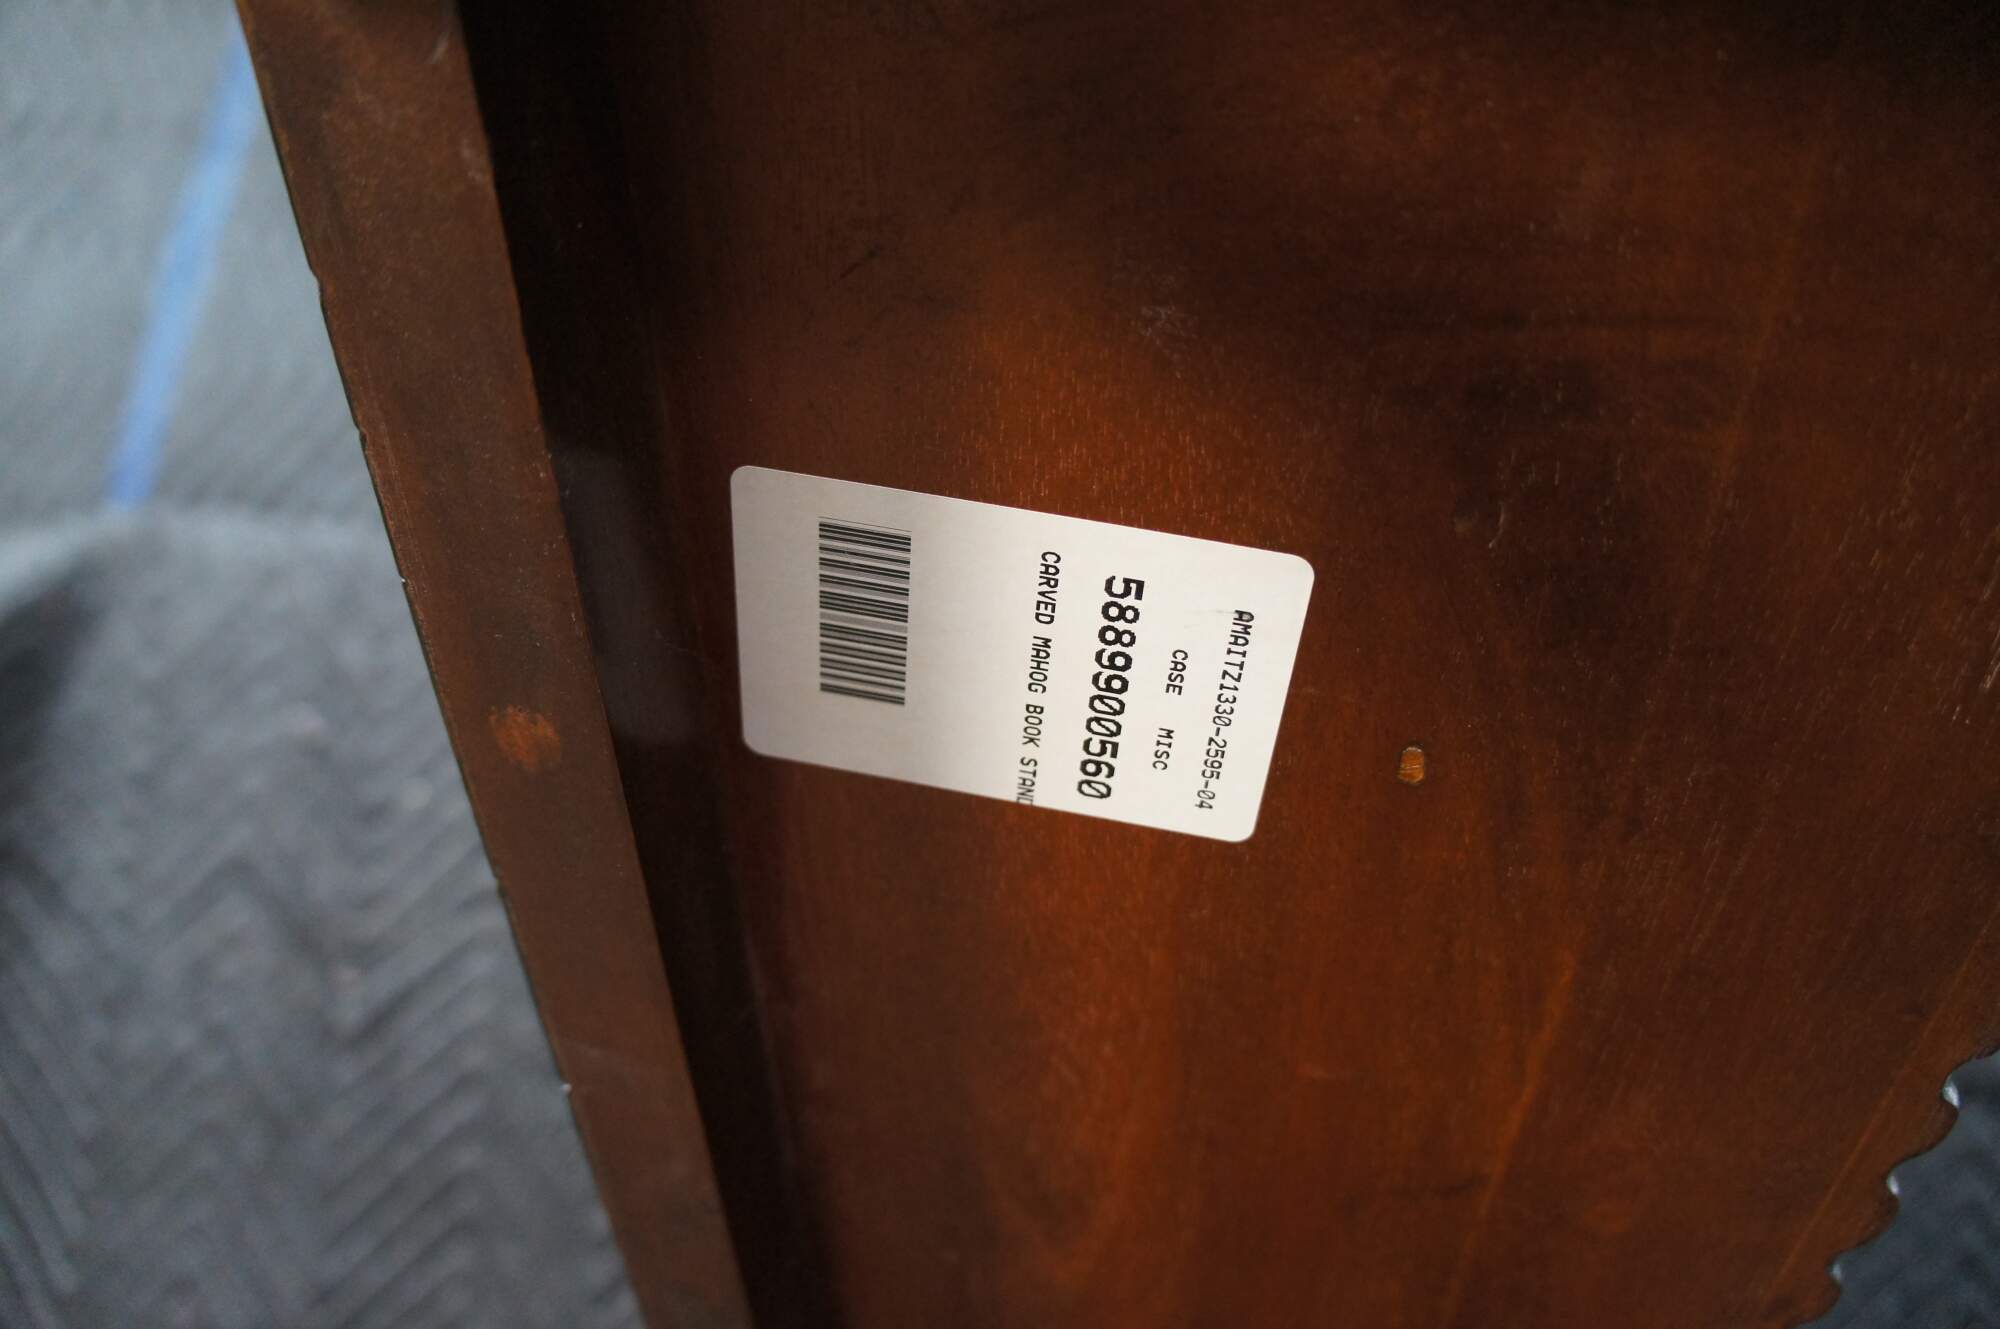 AMAITZ1330-2595-04
CASE MISC
5889900560
CARVED MAHOG BOOK STAND